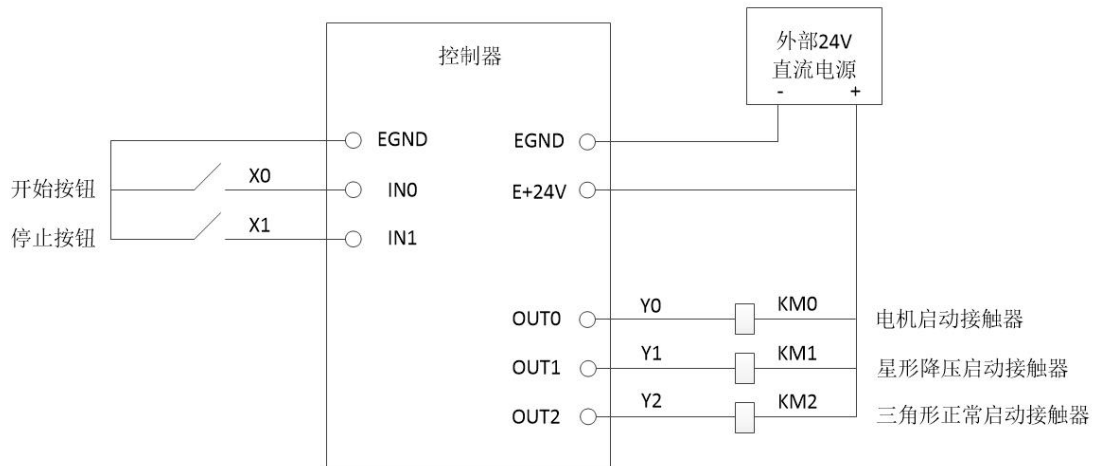 控制器
外部24V
直流电源
- +
EGND
EGND
开始按钮
X0
IN0
E+24V
停止按钮
X1
IN1
OUT0
Y0
KM0
电机启动接触器
OUT1
Y1
KM1
星形降压启动接触器
OUT2
Y2
KM2
三角形正常启动接触器